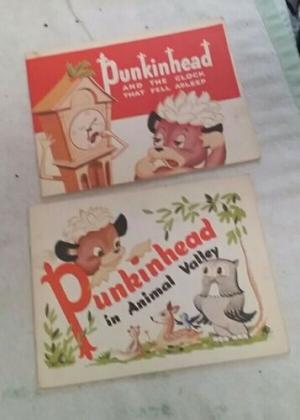 Punkinhead
AND THE CLOCK
THAT FELL ASLEEP
Punkinhead
in Animal Valley